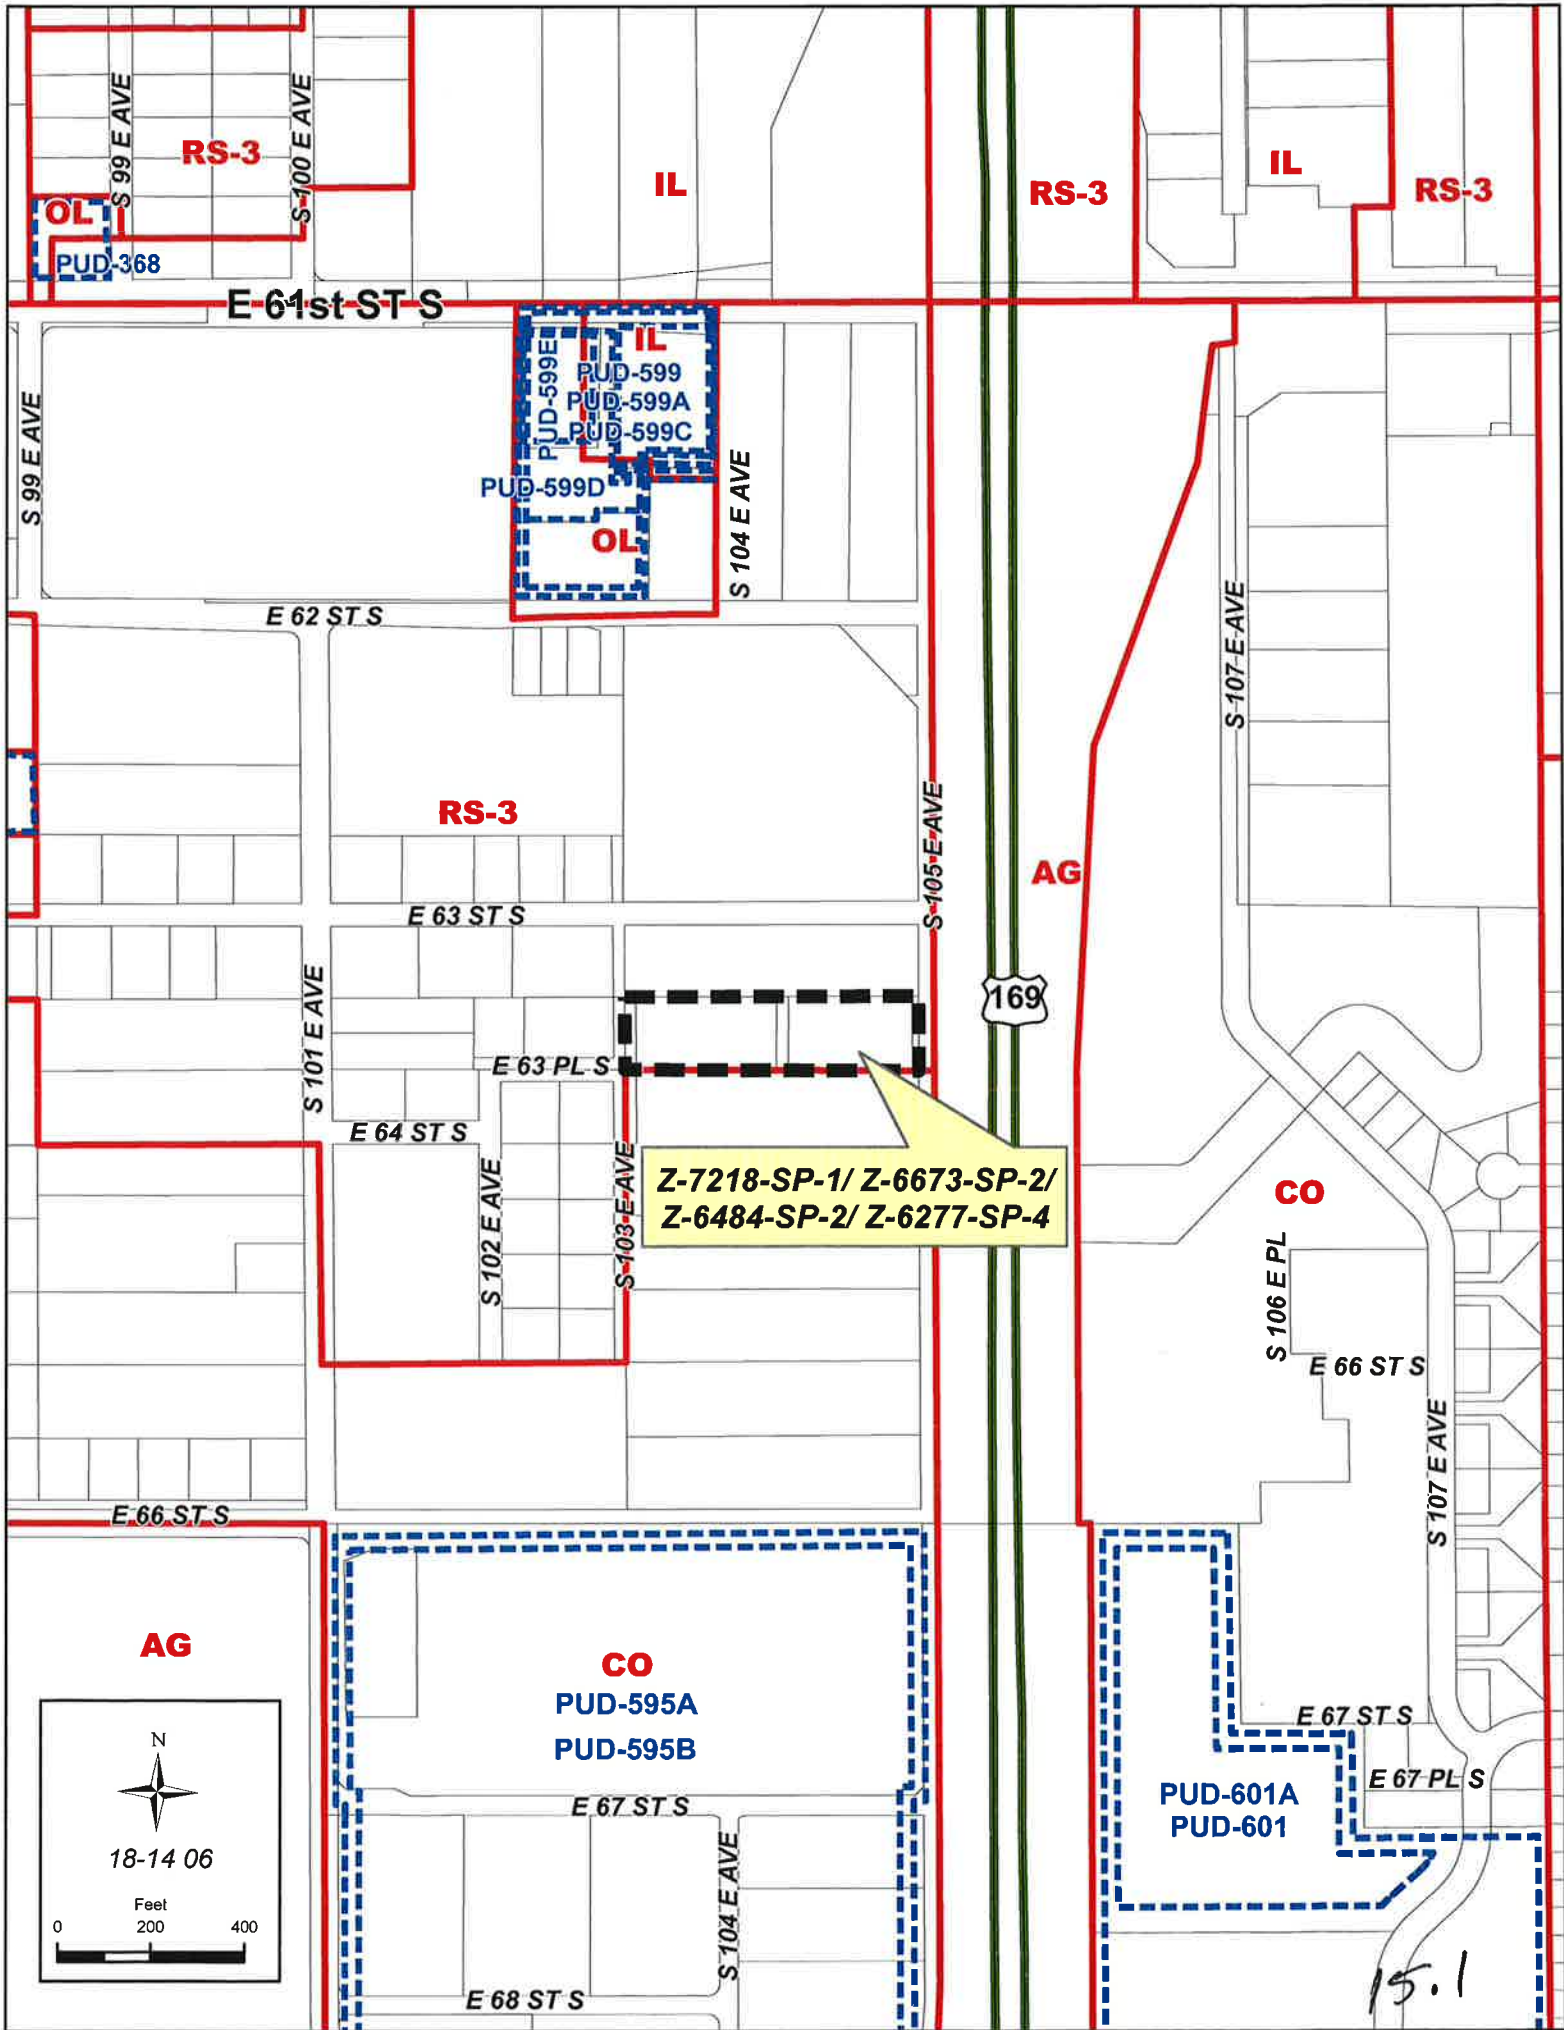 S 99 E AVE
S 100 E AVE
RS-3
IL
RS-3
IL
RS-3
OL
PUD-368
E 61st ST S
IL
PUD-599E
PUD-599
PUD-599A
PUD-599C
PUD-599D
OL
S 99 E AVE
S 104 E AVE
E 62 ST S
S 107 E AVE
RS-3
S 105 E AVE
AG
E 63 ST S
S 101 E AVE
169
E 63 PL S
E 64 ST S
S 102 E AVE
S 103 E AVE
Z-7218-SP-1/ Z-6673-SP-2/
Z-6484-SP-2/ Z-6277-SP-4
CO
S 106 E PL
E 66 ST S
S 107 E AVE
E 66 ST S
AG
CO
PUD-595A
PUD-595B
E 67 ST S
E 67 PL S
PUD-601A
PUD-601
E 67 ST S
S 104 E AVE
E 68 ST S
N
18-14 06
Feet
0 200 400
15.1